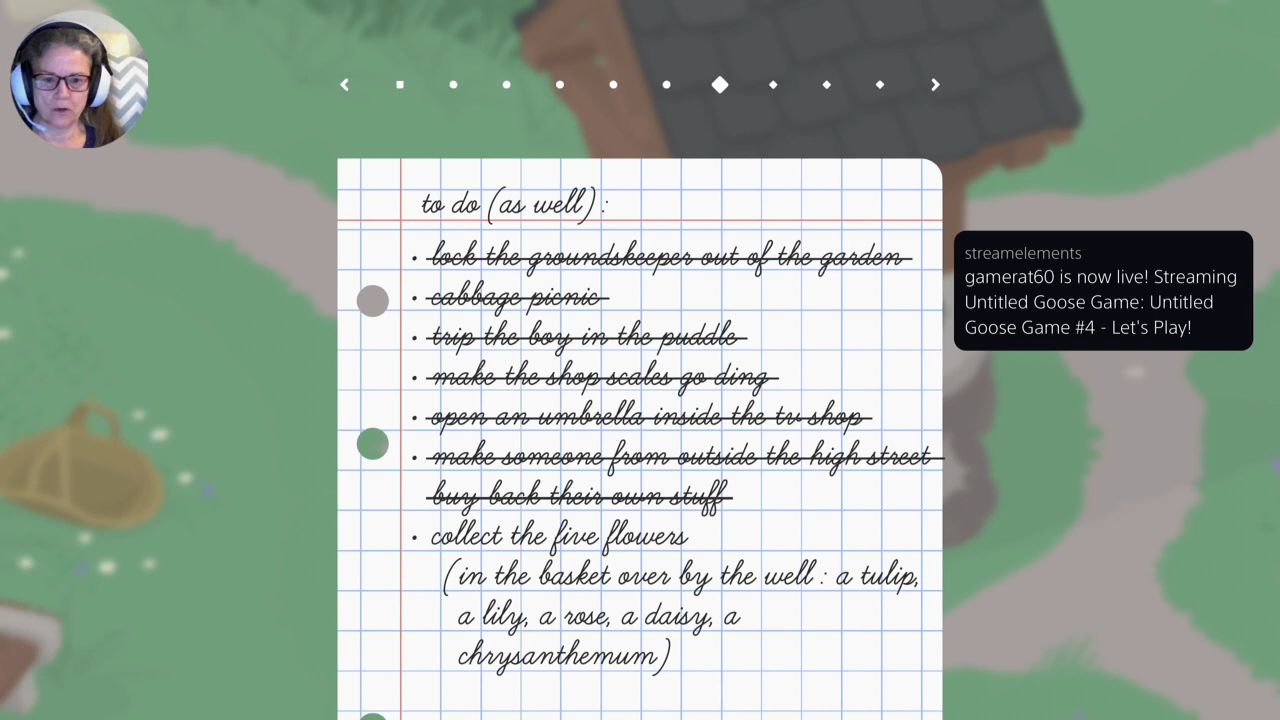 to do (as well) :
• lock the groundskeeper out of the garden
• cabbage picnic
• trip the boy in the puddle
• make the shop scales go ding
• open an umbrella inside the tv shop
• make someone from outside the high street
buy back their own stuff
• collect the five flowers
(in the basket over by the well : a tulip,
a lily, a rose, a daisy, a
chrysanthemum)
streamelements
gamerat60 is now live! Streaming
Untitled Goose Game: Untitled
Goose Game #4 - Let's Play!